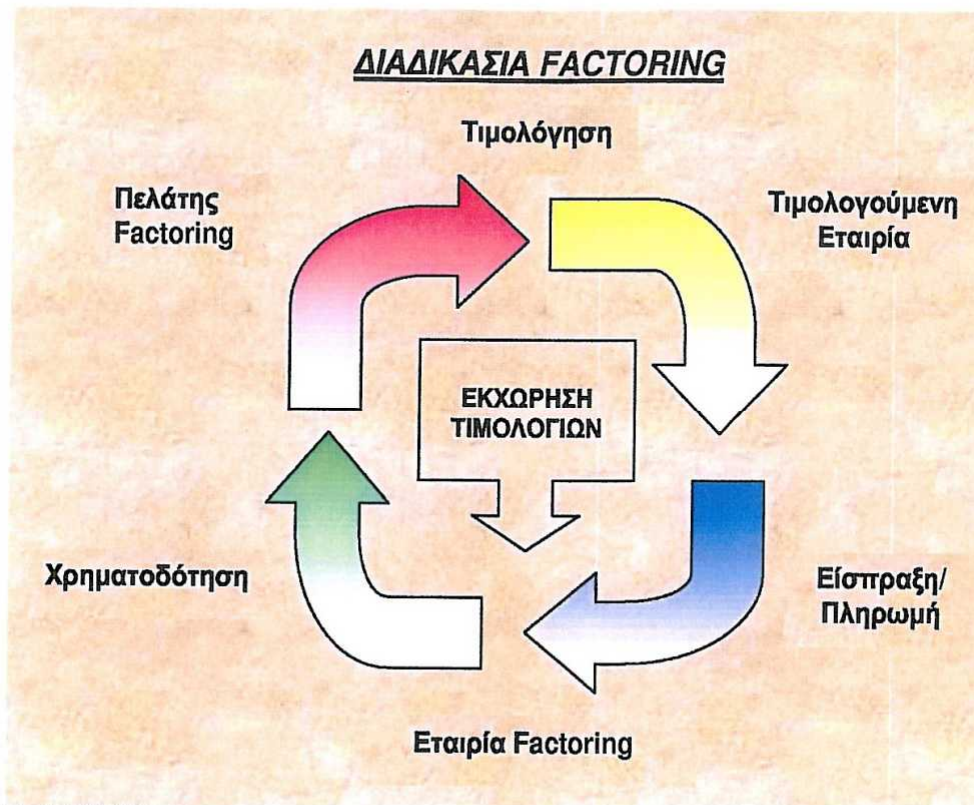 ΔΙΑΔΙΚΑΣΙΑ FACTORING
Τιμολόγηση
Πελάτης
Factoring
Τιμολογούμενη
Εταιρία
ΕΚΧΩΡΗΣΗ
ΤΙΜΟΛΟΓΙΩΝ
Χρηματοδότηση
Είσπραξη/
Πληρωμή
Εταιρία Factoring